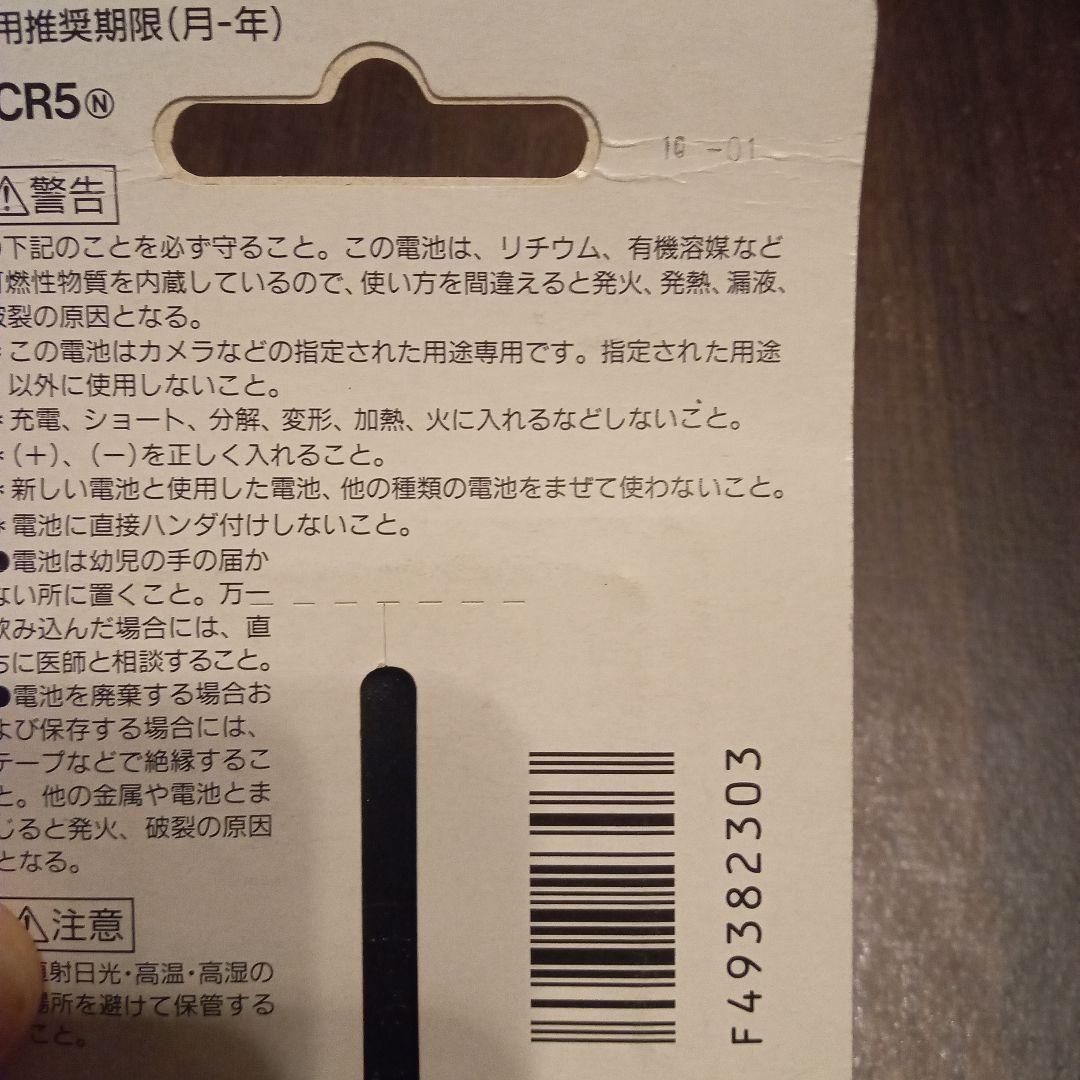 用推奨期限(月-年)
CR5Ⓝ
-01
警告
下記のことを必ず守ること。この電池は、リチウム、有機溶媒など
可燃性物質を内蔵しているので、使い方を間違えると発火、発熱、漏液、
破裂の原因となる。
*この電池はカメラなどの指定された用途専用です。指定された用途
以外に使用しないこと。
*充電、ショート、分解、変形、加熱、火に入れるなどしないこと。
*(+)、(−)を正しく入れること。
*新しい電池と使用した電池、他の種類の電池をまぜて使わないこと。
*電池に直接ハンダ付けしないこと。
●電池は幼児の手の届か
ない所に置くこと。万一
飲み込んだ場合には、直
ちに医師と相談すること。
●電池を廃棄する場合お
よび保存する場合には、
テープなどで絶縁するこ
と。他の金属や電池とま
じると発火、破裂の原因
となる。
注意
直射日光・高温・高湿の
場所を避けて保管する
こと。
F49382303